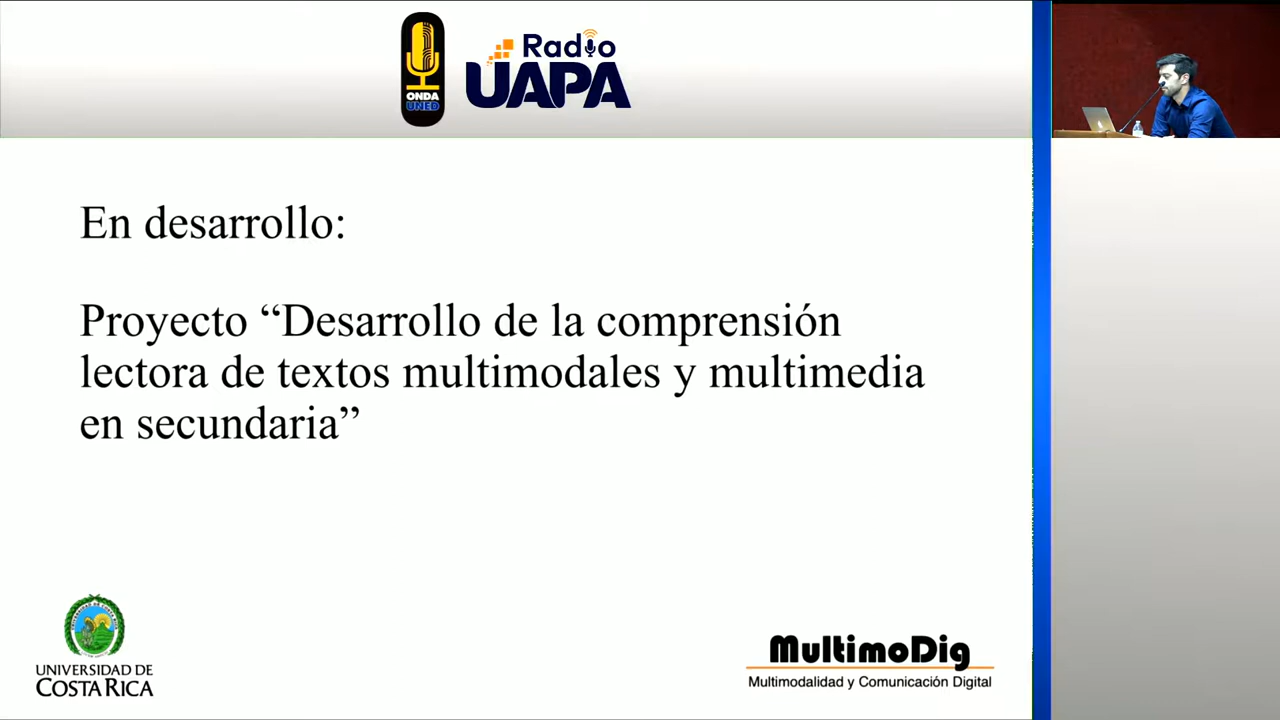 ONDA
UNED
Radio
UAPA
En desarrollo:
Proyecto “Desarrollo de la comprensión
lectora de textos multimodales y multimedia
en secundaria”
UNIVERSIDAD DE
COSTA RICA
MultimoDig
Multimodalidad y Comunicación Digital